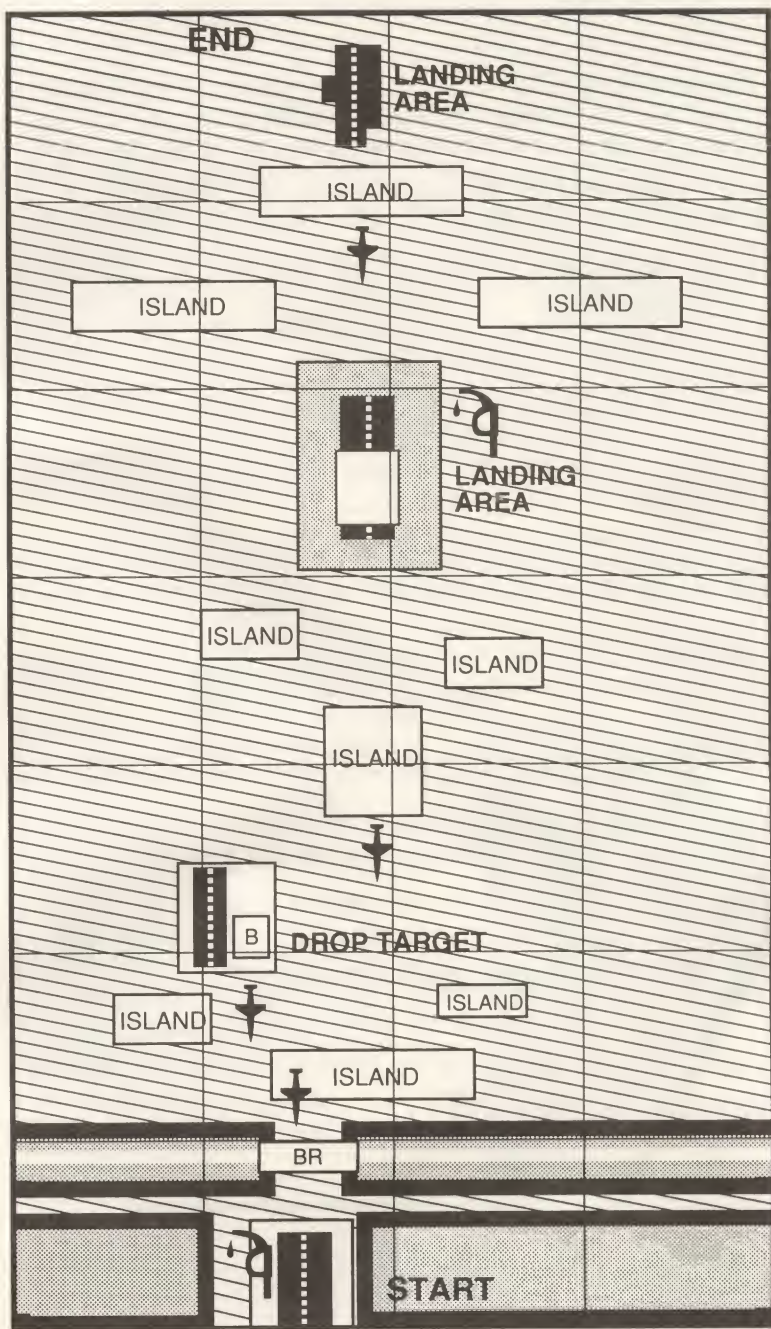 END
LANDING
AREA
ISLAND
ISLAND
ISLAND
LANDING
AREA
ISLAND
ISLAND
ISLAND
B
DROP TARGET
ISLAND
ISLAND
ISLAND
BR
START